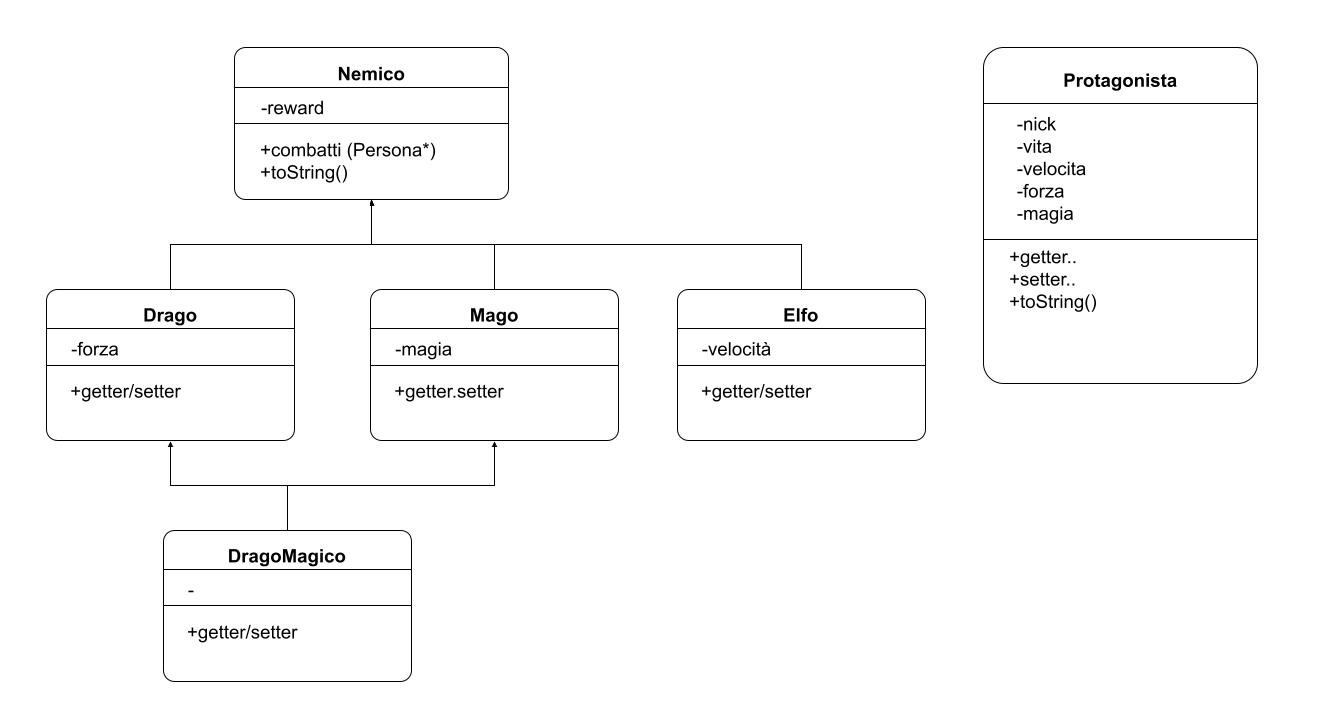 Nemico
-reward
+combatti (Persona*)
+toString()
Protagonista
-nick
-vita
-velocita
-forza
-magia
+getter..
+setter..
+toString()
Drago
-forza
+getter/setter
Mago
-magia
+getter.setter
Elfo
-velocità
+getter/setter
DragoMagico
-
+getter/setter